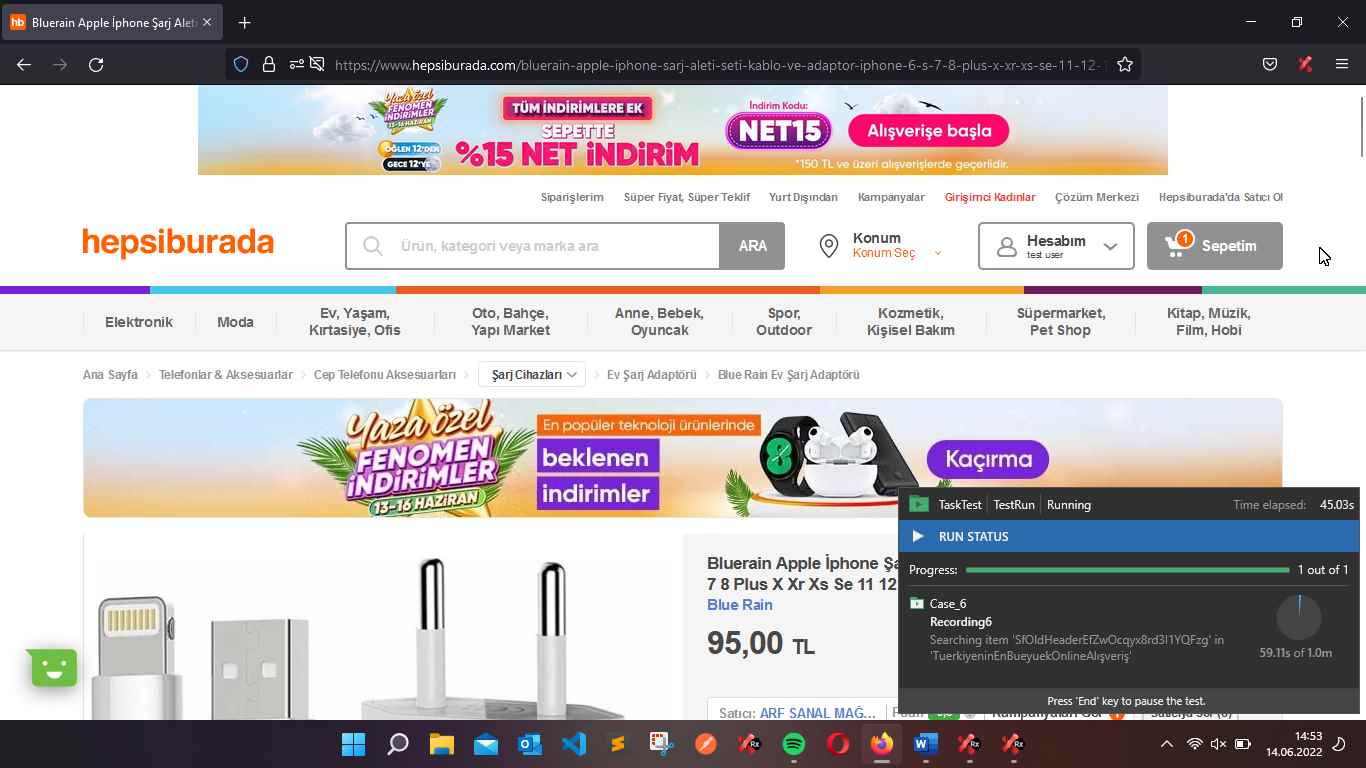 hb Bluerain Apple İphone Şarj Aleti
https://www.hepsiburada.com/bluerain-apple-iphone-sarj-aleti-seti-kablo-ve-adaptor-iphone-6-s-7-8-plus-x-xr-xs-se-11-12-1
Yaza özel
FENOMEN
İNDİRİMLER
13-16 HAZİRAN
ÖĞLEN 12'DEN
GECE 12'YE
TÜM İNDİRİMLERE EK
SEPETTE
%15 NET İNDİRİM
İndirim Kodu:
NET15
Alışverişe başla
*150 TL ve üzeri alışverişlerde geçerlidir.
Siparişlerim Süper Fiyat, Süper Teklif Yurt Dışından Kampanyalar Girişimci Kadınlar Çözüm Merkezi Hepsiburada'da Satıcı Ol
hepsiburada
Ürün, kategori veya marka ara
ARA
Konum
Konum Seç
Hesabım
test user
1
Sepetim
Elektronik
Moda
Ev, Yaşam,
Kırtasiye, Ofis
Oto, Bahçe,
Yapı Market
Anne, Bebek,
Oyuncak
Spor,
Outdoor
Kozmetik,
Kişisel Bakım
Süpermarket,
Pet Shop
Kitap, Müzik,
Film, Hobi
Ana Sayfa Telefonlar & Aksesuarlar Cep Telefonu Aksesuarları Şarj Cihazları Ev Şarj Adaptörü Blue Rain Ev Şarj Adaptörü
Yaza özel
FENOMEN
İNDİRİMLER
13-16 HAZİRAN
En popüler teknoloji ürünlerinde
beklenen
indirimler
Kaçırma
Bluerain Apple İphone Şa
7 8 Plus X Xr Xs Se 11 12
Blue Rain
95,00 TL
Satıcı: ARF SANAL MAĞ...
TaskTest TestRun Running Time elapsed: 45.03s
RUN STATUS
Progress: 1 out of 1
Case_6
Recording6
Searching item 'SfOldHeaderEfZwOcqyx8rd3I1YQFzg' in
'TuerkiyeninEnBueyuekOnlineAlışveriş'
59.11s of 1.0m
Press 'End' key to pause the test.
14:53
14.06.2022